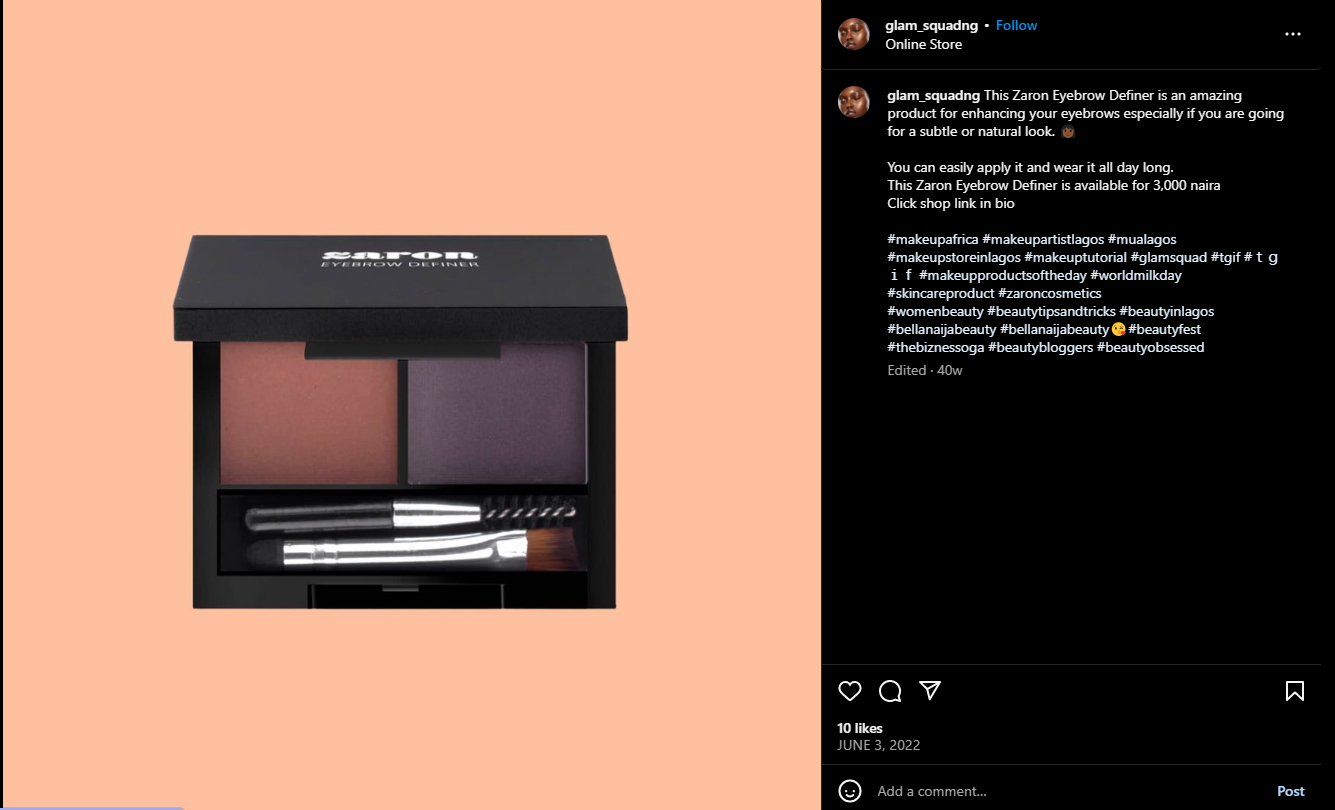 zaron
EYEBROW DEFINER
glam_squadng • Follow
Online Store
glam_squadng This Zaron Eyebrow Definer is an amazing
product for enhancing your eyebrows especially if you are going
for a subtle or natural look. 👩🏿
You can easily apply it and wear it all day long.
This Zaron Eyebrow Definer is available for 3,000 naira
Click shop link in bio
#makeupafrica #makeupartistlagos #mualagos
#makeupstoreinlagos #makeuptutorial #glamsquad #tgif #ｔｇ
ｉｆ #makeupproductsoftheday #worldmilkday
#skincareproduct #zaroncosmetics
#womenbeauty #beautytipsandtricks #beautyinlagos
#bellanaijabeauty #bellanaijabeauty😘#beautyfest
#thebiznessoga #beautybloggers #beautyobsessed
Edited · 40w
10 likes
JUNE 3, 2022
Add a comment...
Post